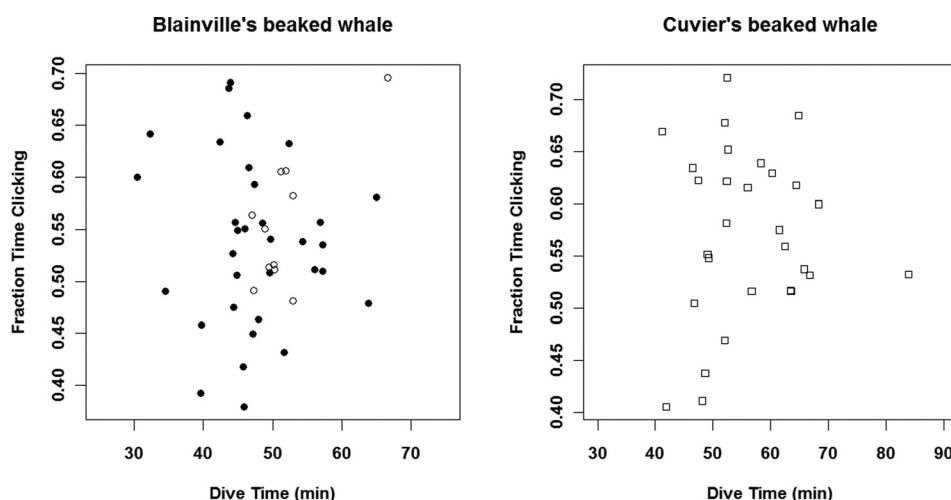 Blainville's beaked whale
Fraction Time Clicking
0.70
0.65
0.60
0.55
0.50
0.45
0.40
30 40 50 60 70
Dive Time (min)
Cuvier's beaked whale
Fraction Time Clicking
0.70
0.65
0.60
0.55
0.50
0.45
0.40
30 40 50 60 70 80 90
Dive Time (min)